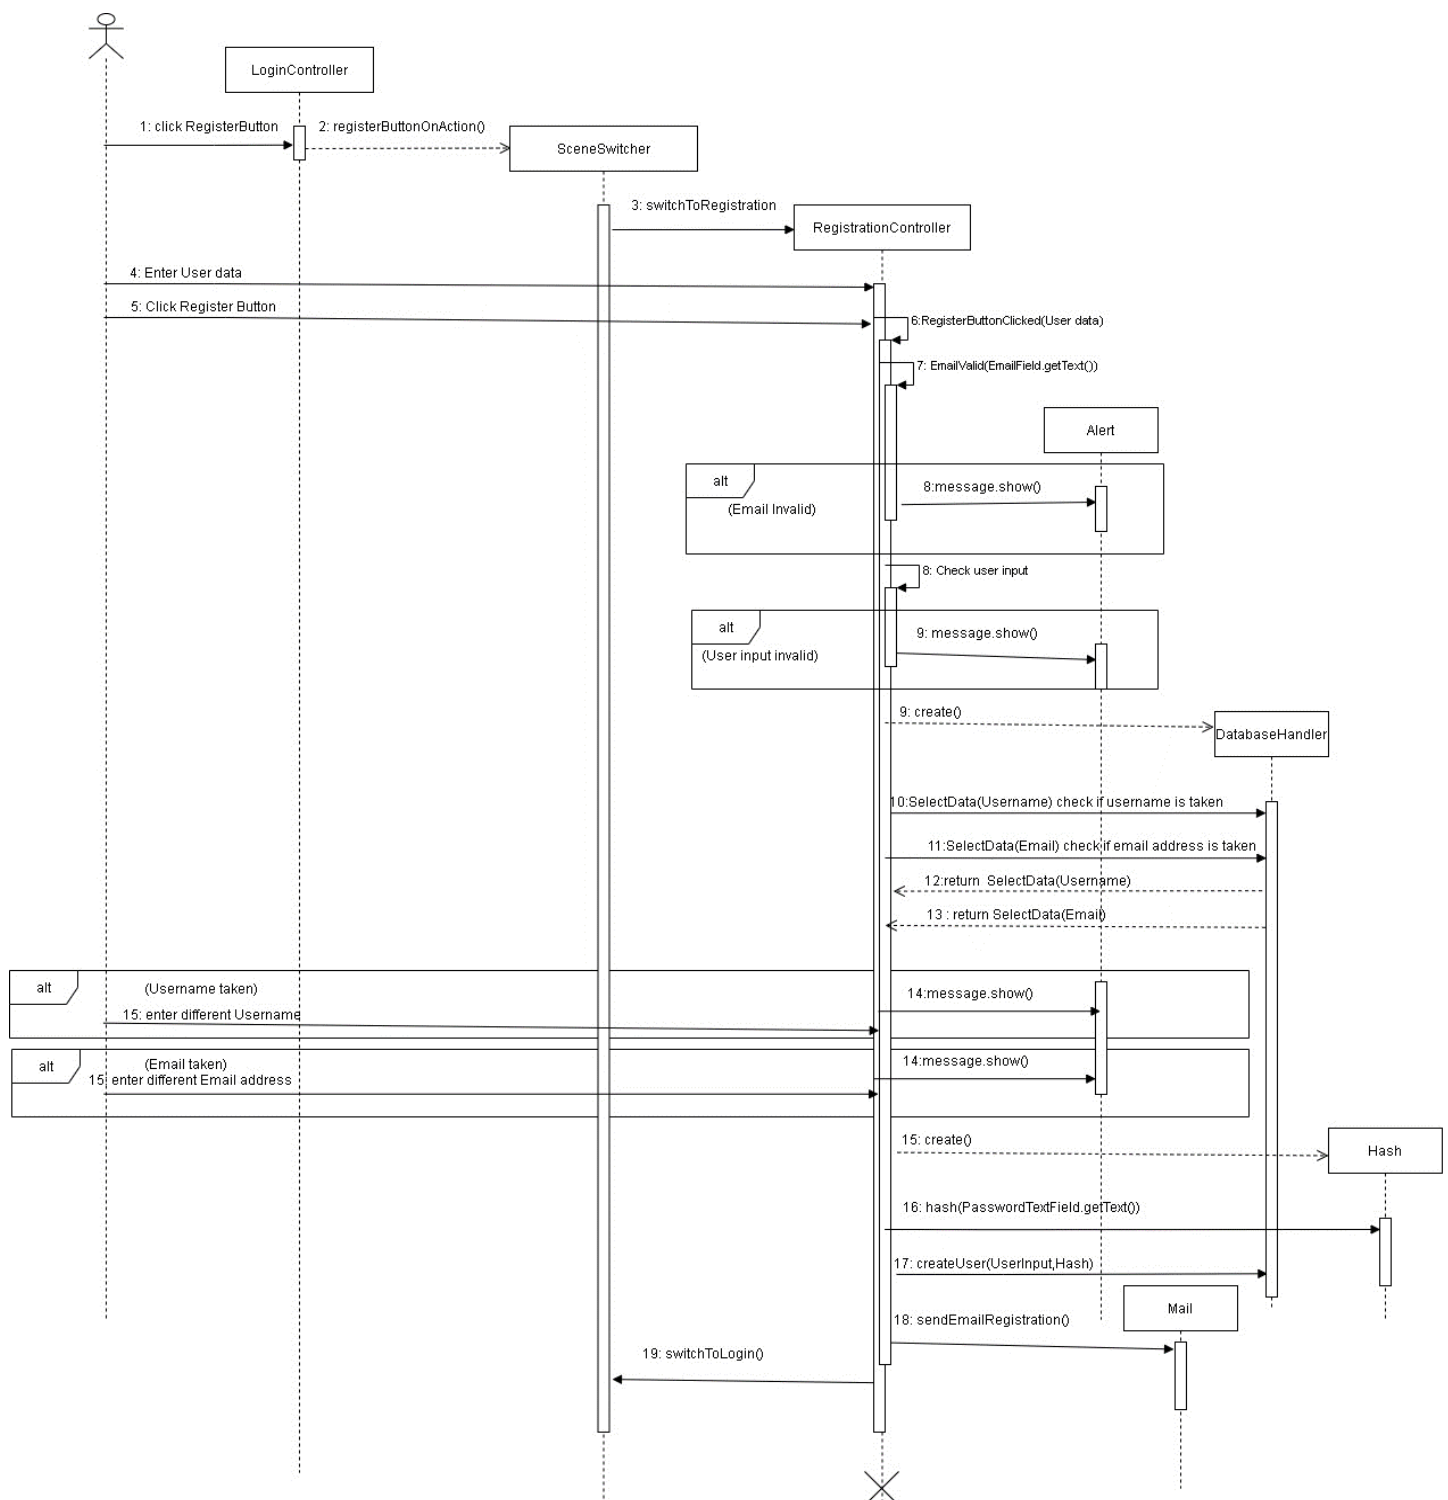 LoginController
1: click RegisterButton
2: registerButtonOnAction()
SceneSwitcher
3: switchToRegistration
RegistrationController
4: Enter User data
5: Click Register Button
6:RegisterButtonClicked(User data)
7: EmailValid(EmailField.getText())
Alert
alt
8:message.show()
(Email Invalid)
8: Check user input
alt
9: message.show()
(User input invalid)
9: create()
DatabaseHandler
10:SelectData(Username) check if username is taken
11:SelectData(Email) check if email address is taken
12:return SelectData(Username)
13 : return SelectData(Email)
alt
(Username taken)
14:message.show()
15: enter different Username
alt
(Email taken)
14:message.show()
15: enter different Email address
15: create()
Hash
16: hash(PasswordTextField.getText())
17: createUser(UserInput,Hash)
Mail
18: sendEmailRegistration()
19: switchToLogin()